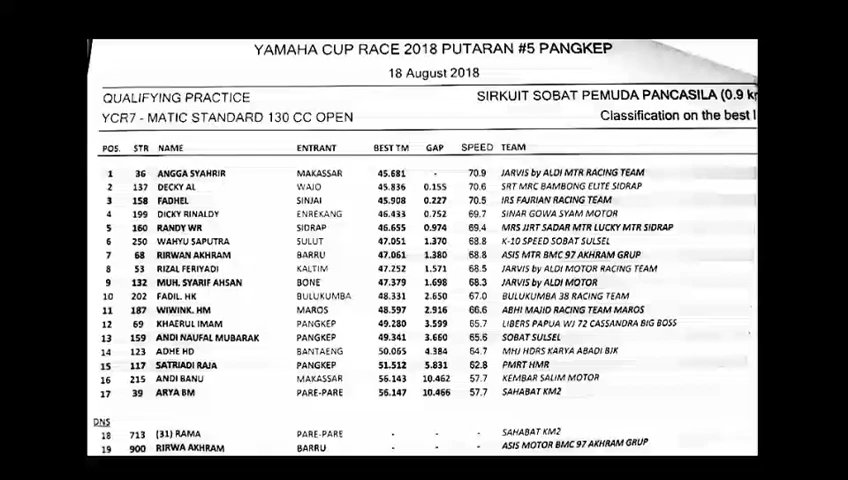 YAMAHA CUP RACE 2018 PUTARAN #5 PANGKEP
18 August 2018
QUALIFYING PRACTICE SIRKUIT SOBAT PEMUDA PANCASILA (0.9 k
YCR7 - MATIC STANDARD 130 CC OPEN Classification on the best l
POS. STR NAME ENTRANT BEST TM GAP SPEED TEAM
1 36 ANGGA SYAHRIR MAKASSAR 45.681 - 70.9 JARVIS by ALDI MTR RACING TEAM
2 137 DECKY AL WAJO 45.836 0.155 70.6 SRT MRC BAMBONG ELITE SIDRAP
3 158 FADHEL SINJAI 45.908 0.227 70.5 IRS FAJRIAN RACING TEAM
4 199 DICKY RINALDY ENREKANG 46.433 0.752 69.7 SINAR GOWA SYAM MOTOR
5 160 RANDY WR SIDRAP 46.655 0.974 69.4 MRS JJRT SADAR MTR LUCKY MTR SIDRAP
6 250 WAHYU SAPUTRA SULUT 47.051 1.370 68.8 K-10 SPEED SOBAT SULSEL
7 68 RIRWAN AKHRAM BARRU 47.061 1.380 68.8 ASIS MTR BMC 97 AKHRAM GRUP
8 53 RIZAL FERIYADI KALTIM 47.252 1.571 68.5 JARVIS by ALDI MOTOR RACING TEAM
9 132 MUH. SYARIF AHSAN BONE 47.379 1.698 68.3 JARVIS by ALDI MOTOR
10 202 FADIL. HK BULUKUMBA 48.331 2.650 67.0 BULUKUMBA 38 RACING TEAM
11 187 WIWINK. HM MAROS 48.597 2.916 66.6 ABHI MAJID RACING TEAM MAROS
12 69 KHAERUL IMAM PANGKEP 49.280 3.599 65.7 LIBERS PAPUA WJ 72 CASSANDRA BIG BOSS
13 159 ANDI NAUFAL MUBARAK PANGKEP 49.341 3.660 65.6 SOBAT SULSEL
14 123 ADHE HD BANTAENG 50.065 4.384 64.7 MHJ HDRS KARYA ABADI BJK
15 117 SATRIADI RAJA PANGKEP 51.512 5.831 62.8 PMRT HMR
16 215 ANDI BANU MAKASSAR 56.143 10.462 57.7 KEMBAR SALIM MOTOR
17 39 ARYA BM PARE-PARE 56.147 10.466 57.7 SAHABAT KM2
DNS
18 713 (31) RAMA PARE-PARE - - - SAHABAT KM2
19 900 RIRWA AKHRAM BARRU - - - ASIS MOTOR BMC 97 AKHRAM GRUP